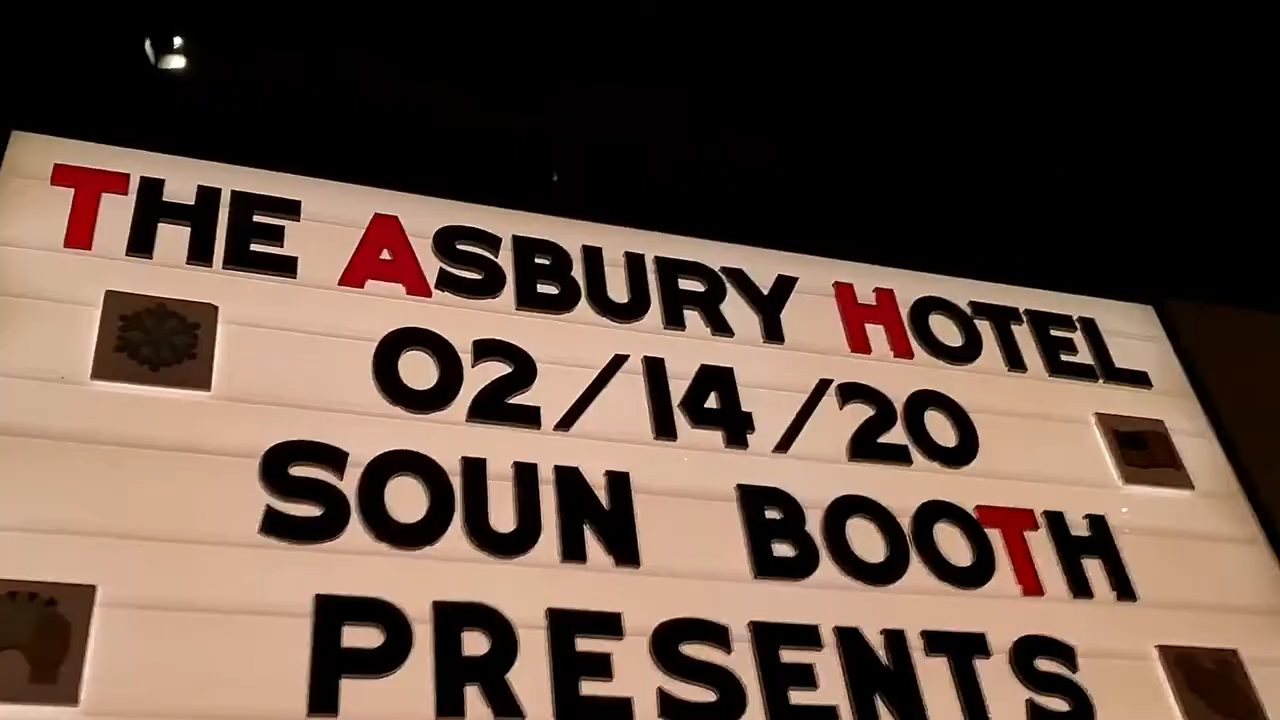 THE ASBURY HOTEL
02/14/20
SOUN BOOTH
PRESENTS